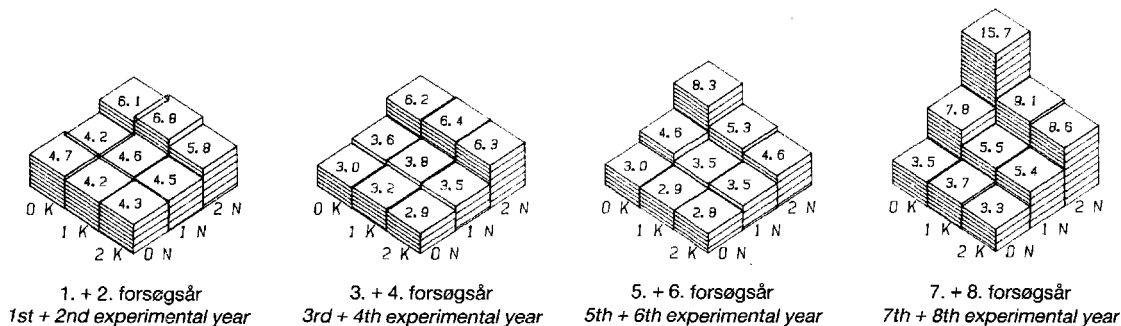 6.1 6.8 5.8
4.2 4.6 4.5
4.7 4.2 4.3
0 K 1 K 2 K 0 N 1 N 2 N
1. + 2. forsøgsår
1st + 2nd experimental year
6.2 6.4 6.3
3.6 3.8 3.5
3.0 3.2 2.9
0 K 1 K 2 K 0 N 1 N 2 N
3. + 4. forsøgsår
3rd + 4th experimental year
8.3 5.3 4.6
4.6 3.5 3.5
3.0 2.9 2.8
0 K 1 K 2 K 0 N 1 N 2 N
5. + 6. forsøgsår
5th + 6th experimental year
15.7 9.1 8.6
7.8 5.5 5.4
3.5 3.7 3.3
0 K 1 K 2 K 0 N 1 N 2 N
7. + 8. forsøgsår
7th + 8th experimental year